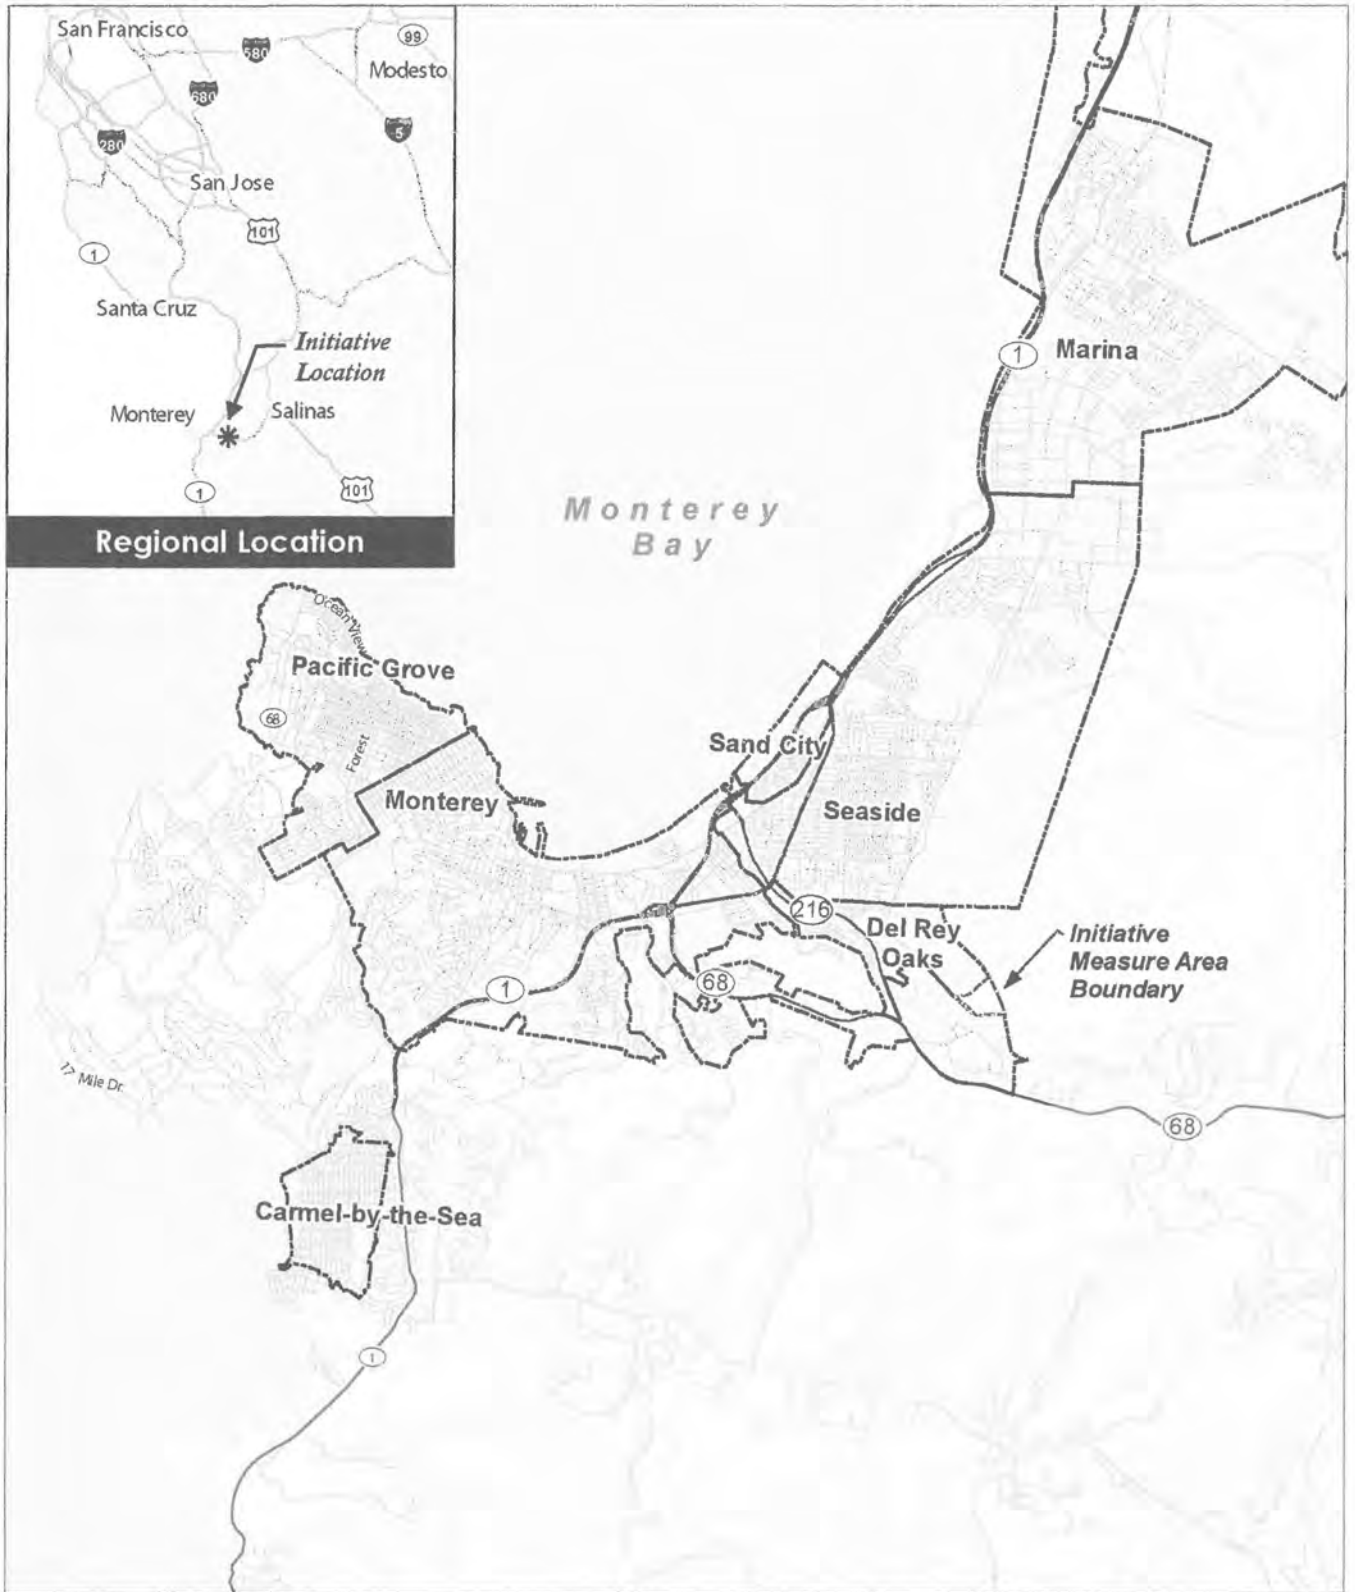 San Francisco
580
99
Modesto
680
5
280
San Jose
101
1
Santa Cruz
Initiative
Location
Monterey
Salinas
1
101
Regional Location
Monterey
Bay
1
Marina
Ocean View
Pacific Grove
68
Forest
Monterey
Sand City
Seaside
216
Del Rey
Oaks
Initiative
Measure Area
Boundary
1
68
17 Mile Dr.
68
Carmel-by-the-Sea
1